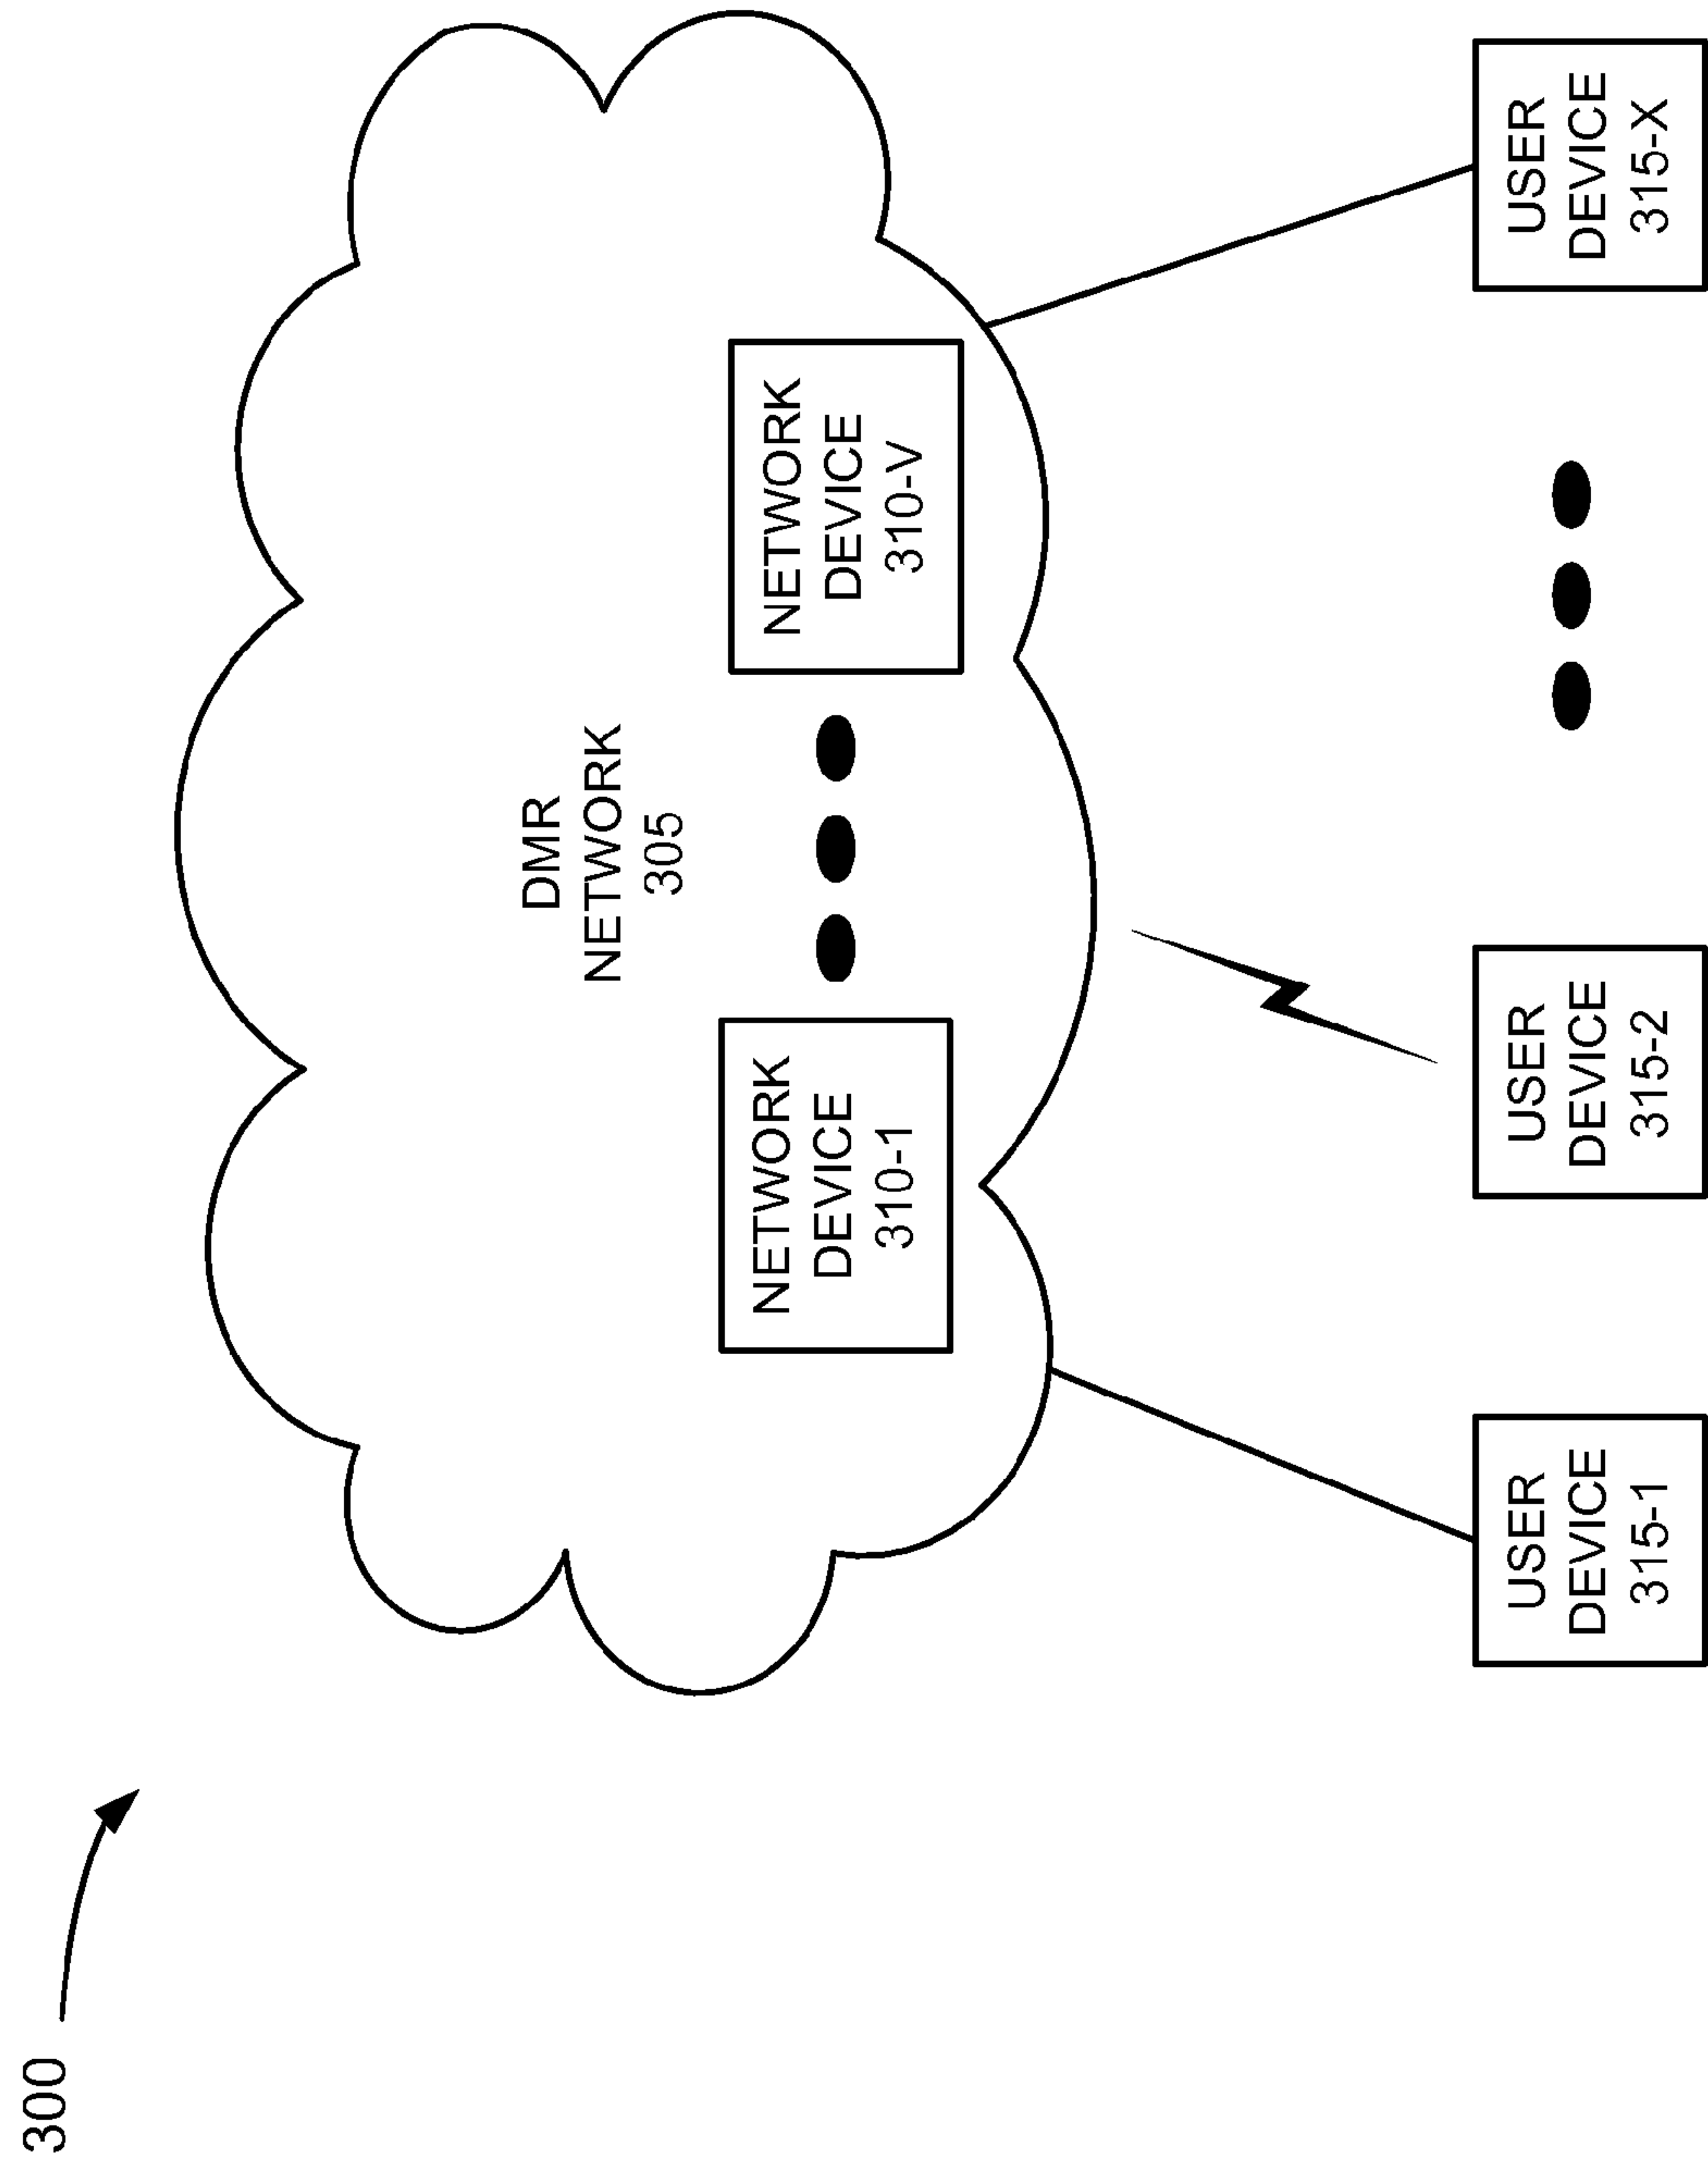 300
DMR
NETWORK
305
NETWORK
DEVICE
310-1
NETWORK
DEVICE
310-V
USER
DEVICE
315-1
USER
DEVICE
315-2
USER
DEVICE
315-X